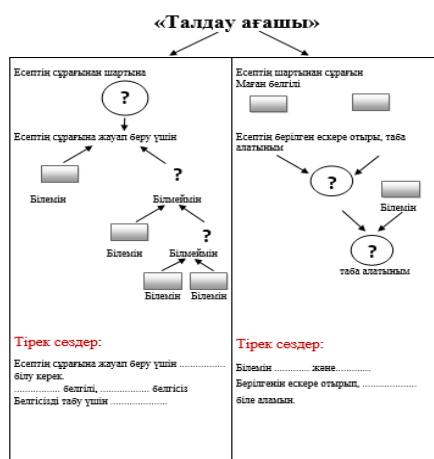 «Талдау ағашы»
Есептің сұрағынан шартына
?
Есептің сұрағына жауап беру үшін
?
Білемін
Білмеймін
?
Білемін
Білмеймін
Білемін
Білемін
Тірек сөздер:
Есептің сұрағына жауап беру үшін ..............
білу керек.
............... белгілі, ............... белгісіз
Белгісізді табу үшін .................
Есептің шартынан сұрағын
Маған белгілі
Есептің берілген ескере отыры, таба
алатыным
?
Білемін
?
таба алатыным
Тірек сөздер:
Білемін ............ және............
Берілгенін ескере отырып, .................
біле аламын.